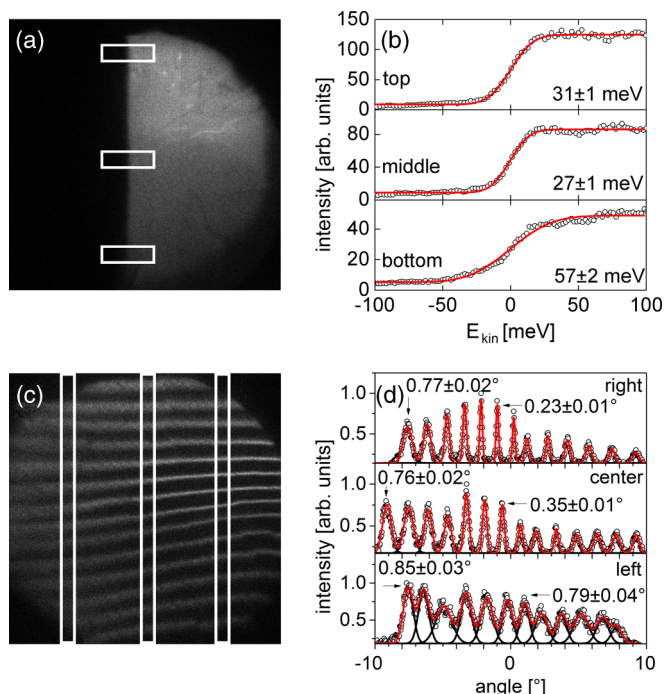 (a)
(b)
intensity [arb. units]
150
100
50
0
top
31±1 meV
80
40
0
middle
27±1 meV
40
20
0
bottom
57±2 meV
-100
-50
0
50
100
E kin [meV]
(c)
(d)
intensity [arb. units]
1.0
0.5
0.77±0.02°
0.23±0.01°
right
1.0
0.5
0.76±0.02°
0.35±0.01°
center
1.0
0.5
0.85±0.03°
0.79±0.04°
left
-10
0
10
angle [°]